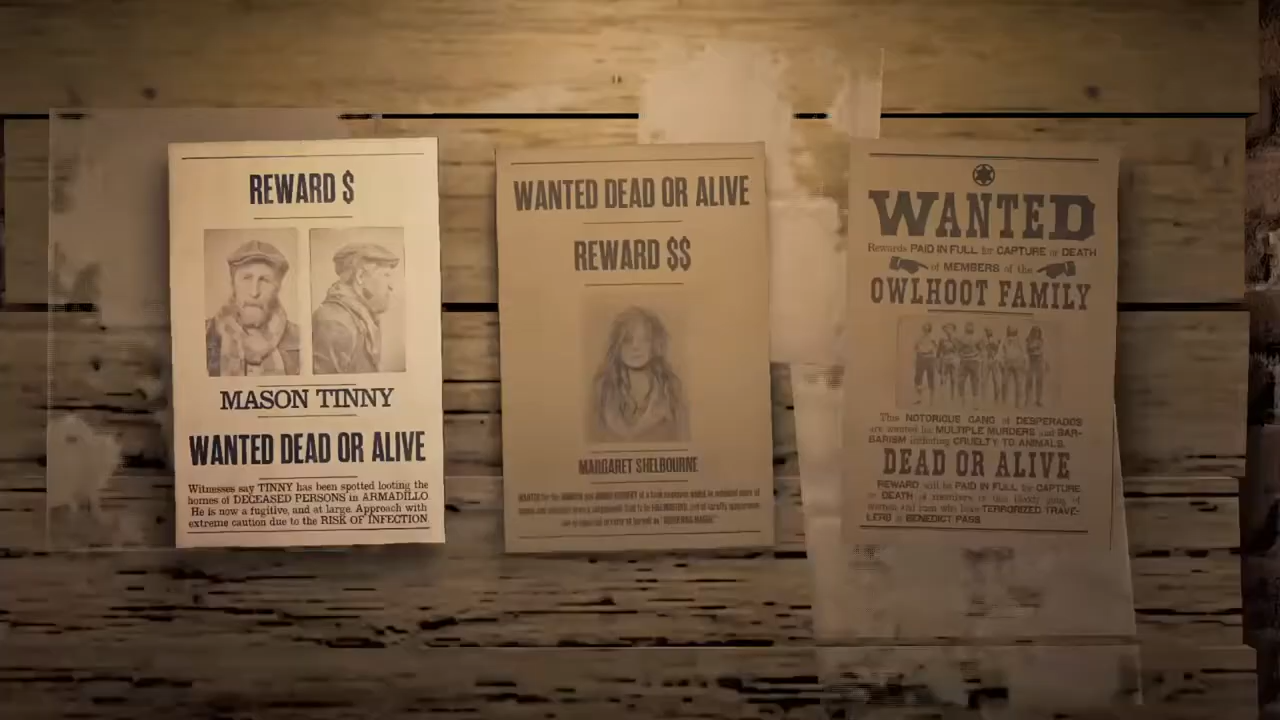 REWARD $
MASON TINNY
WANTED DEAD OR ALIVE
Witnesses say TINNY has been spotted looting the
homes of DECEASED PERSONS in ARMADILLO.
He is now a fugitive, and at large. Approach with
extreme caution due to the RISK OF INFECTION.
WANTED DEAD OR ALIVE
REWARD $$
MARGARET SHELBOURNE
WANTED
Rewards PAID IN FULL for CAPTURE or DEATH
of MEMBERS of the
OWLHOOT FAMILY
This NOTORIOUS GANG of DESPERADOS
are wanted for MULTIPLE MURDERS and BAR-
BARISM including CRUELTY TO ANIMALS.
DEAD OR ALIVE
REWARD will be PAID IN FULL for CAPTURE
or DEATH of members of this bloody gang of
women and men who have TERRORIZED TRAVE-
LERS in BENEDICT PASS.